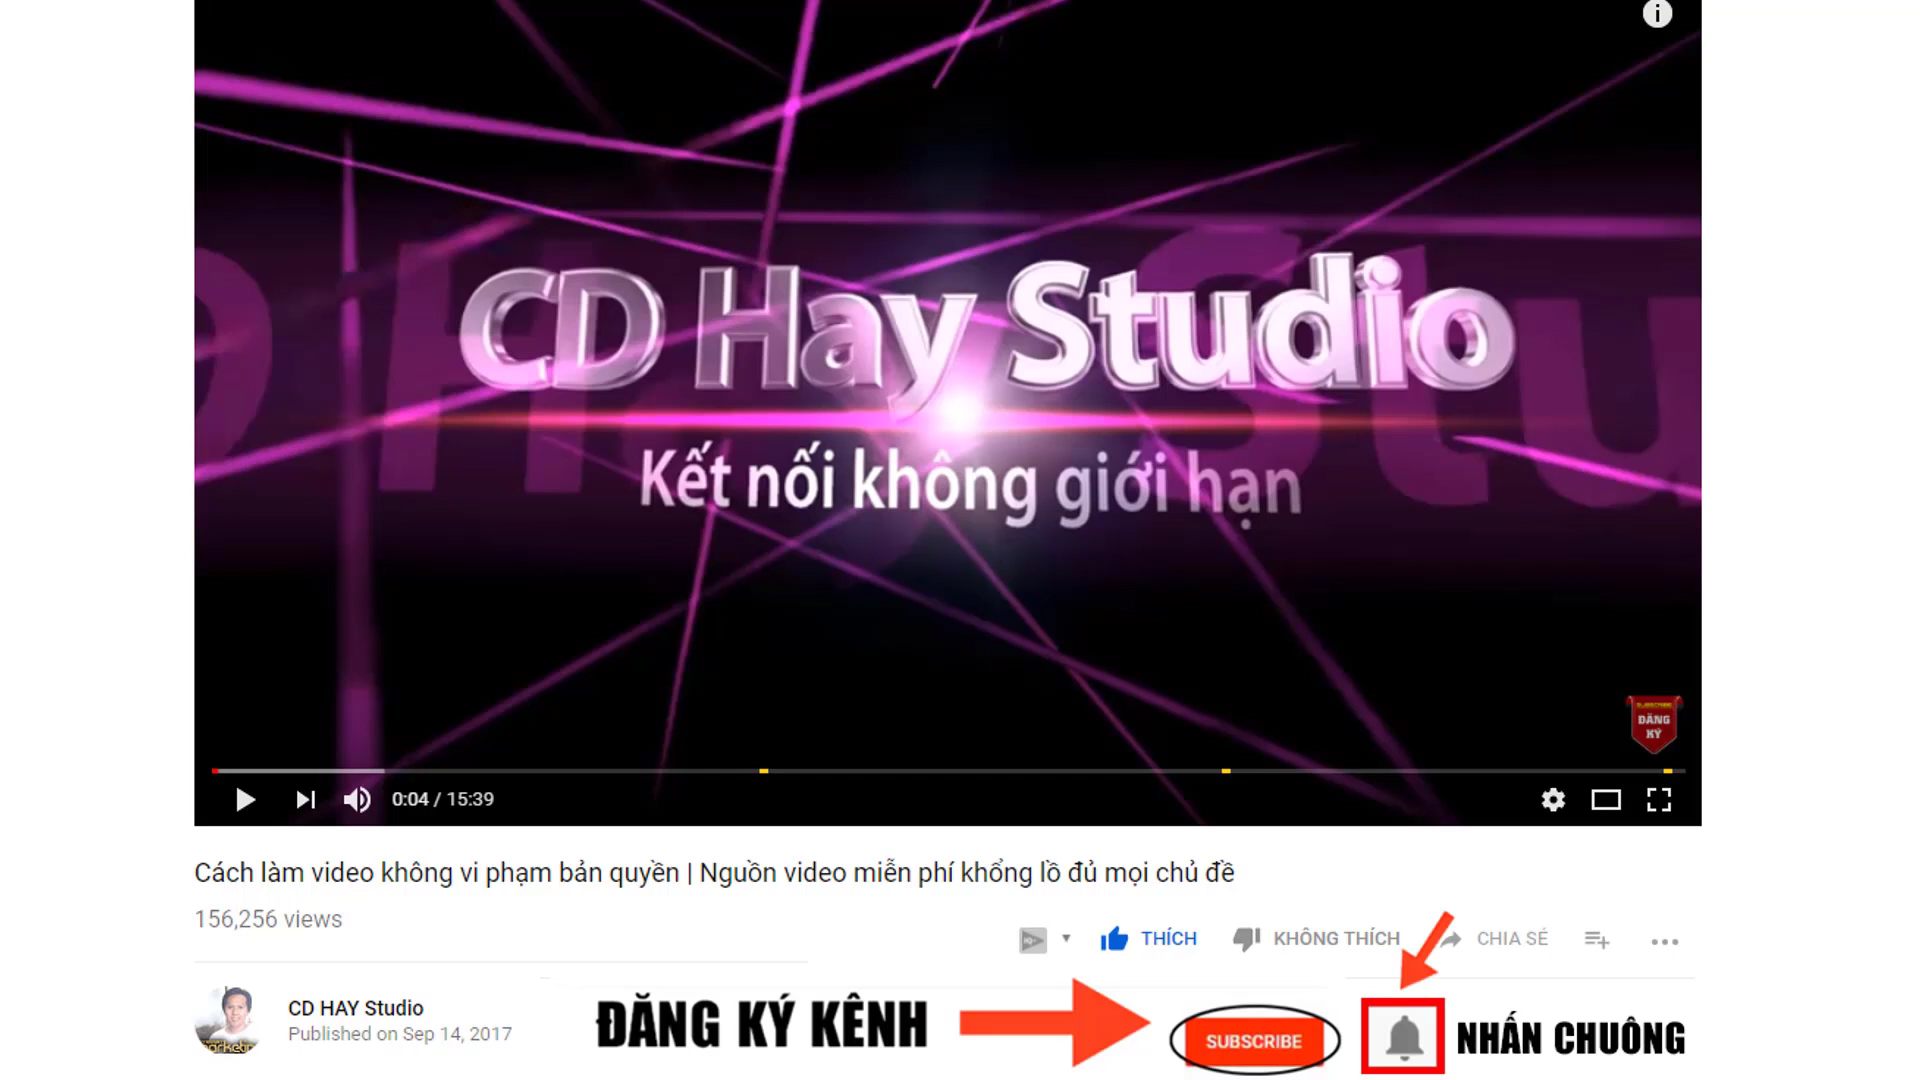 CD Hay Studio
Kết nối không giới hạn
SUBSCRIBE
ĐĂNG
KÝ
0:04 / 15:39
Cách làm video không vi phạm bản quyền | Nguồn video miễn phí khổng lồ đủ mọi chủ đề
156,256 views
THÍCH
KHÔNG THÍCH
CHIA SẺ
CD HAY Studio
Published on Sep 14, 2017
ĐĂNG KÝ KÊNH
SUBSCRIBE
NHẤN CHUÔNG